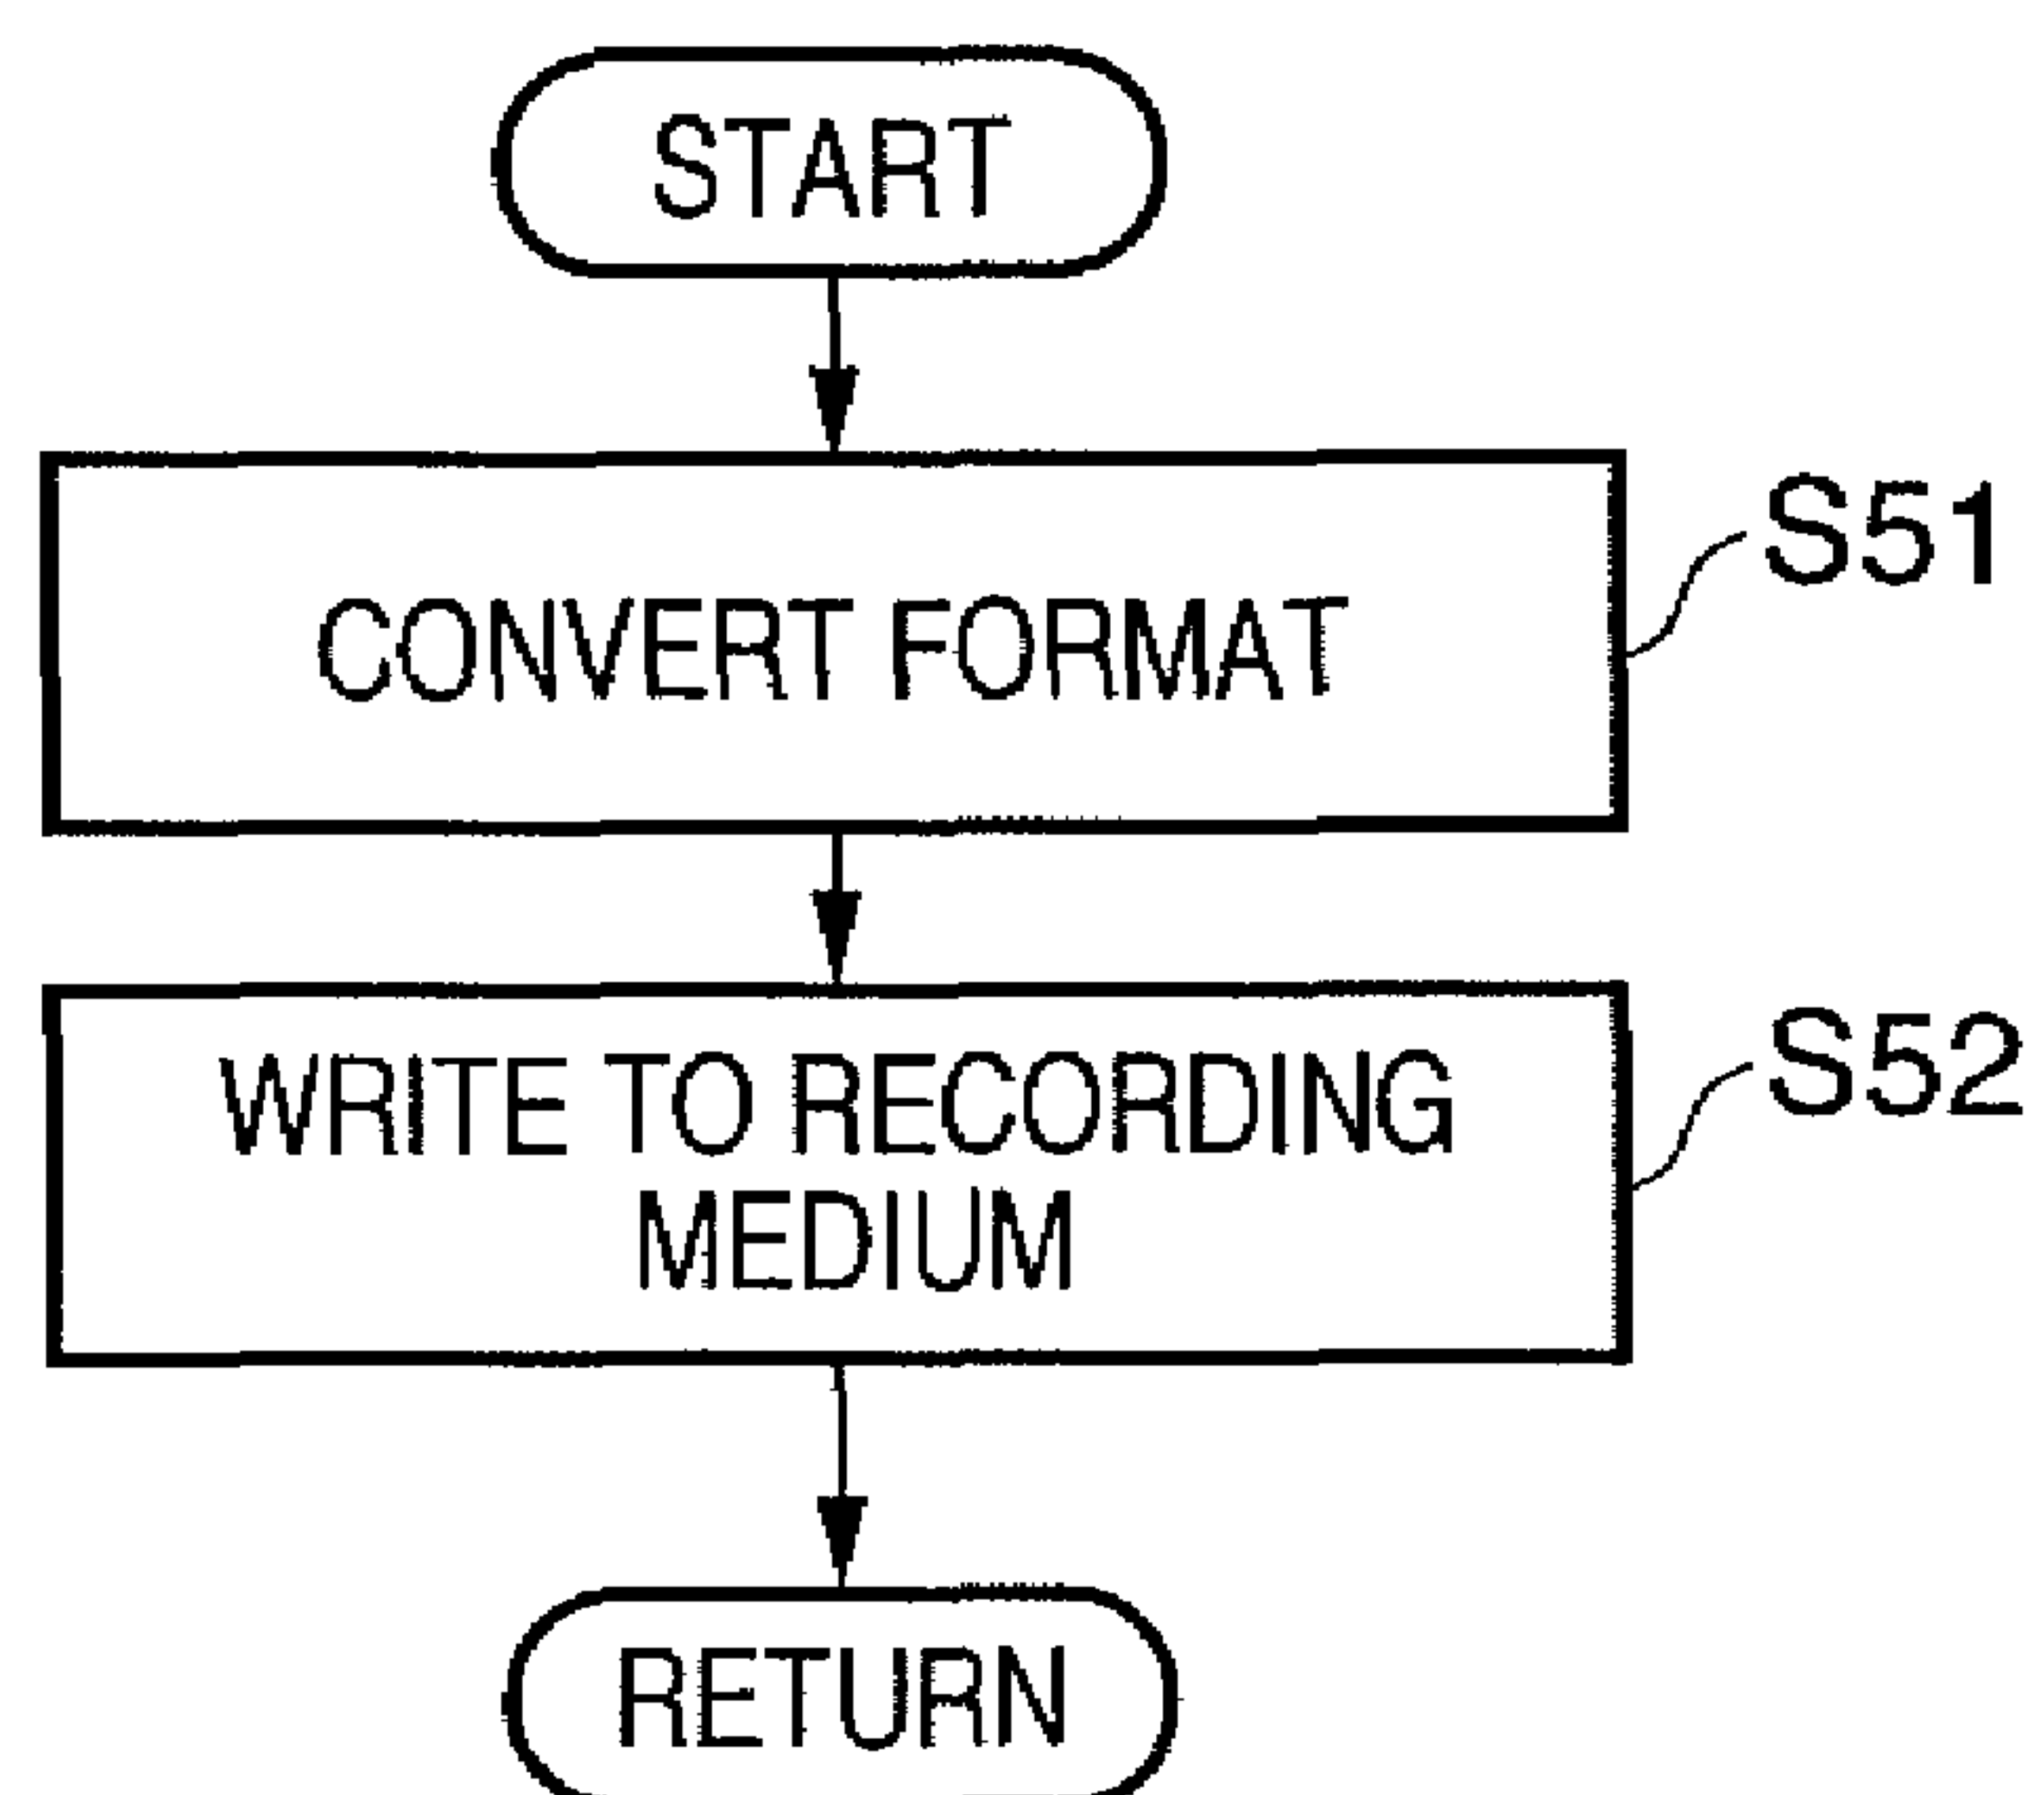 START
CONVERT FORMAT
S51
WRITE TO RECORDING
MEDIUM
S52
RETURN